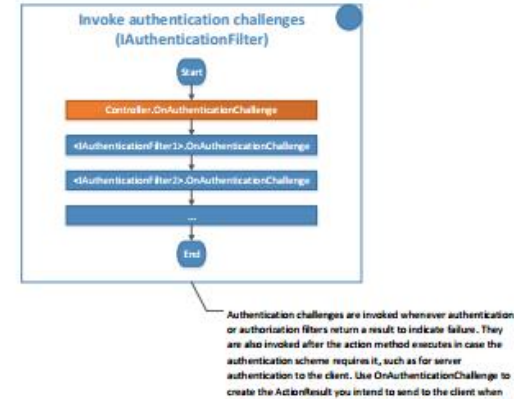 Invoke authentication challenges
(IAuthenticationFilter)
Start
Controller.OnAuthenticationChallenge
<IAuthenticationFilter1>.OnAuthenticationChallenge
<IAuthenticationFilter2>.OnAuthenticationChallenge
...
End
Authentication challenges are invoked whenever authentication
or authorization filters return a result to indicate failure. They
are also invoked after the action method executes in case the
authentication scheme requires it, such as for server
authentication to the client. Use OnAuthenticationChallenge to
create the ActionResult you intend to send to the client when